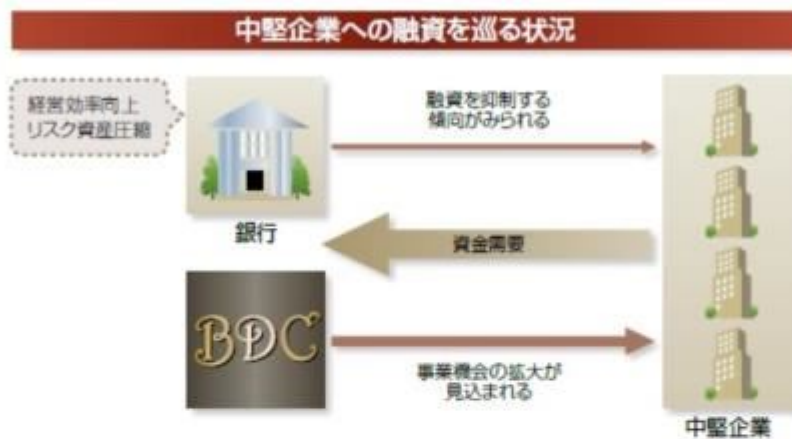 中堅企業への融資を巡る状況
経営効率向上
リスク資産圧縮
融資を抑制する
傾向がみられる
銀行
資金需要
BDC
事業機会の拡大が
見込まれる
中堅企業